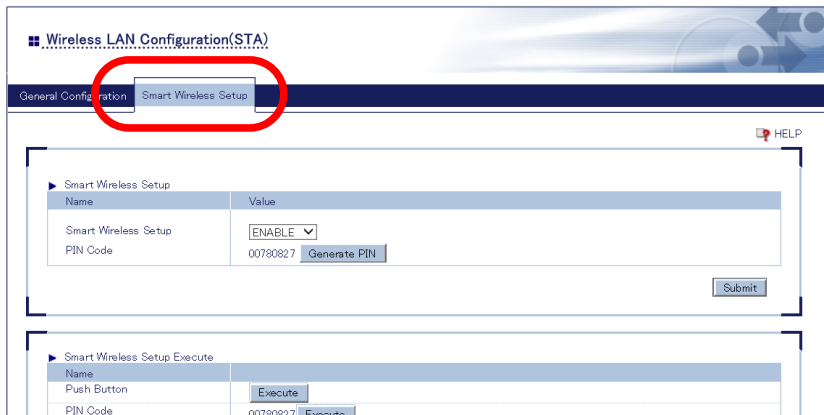 Wireless LAN Configuration(STA)
General Configuration Smart Wireless Setup
HELP
Smart Wireless Setup
Name Value
Smart Wireless Setup ENABLE
PIN Code 00780827 Generate PIN
Submit
Smart Wireless Setup Execute
Name
Push Button Execute
PIN Code 00780827 Execute